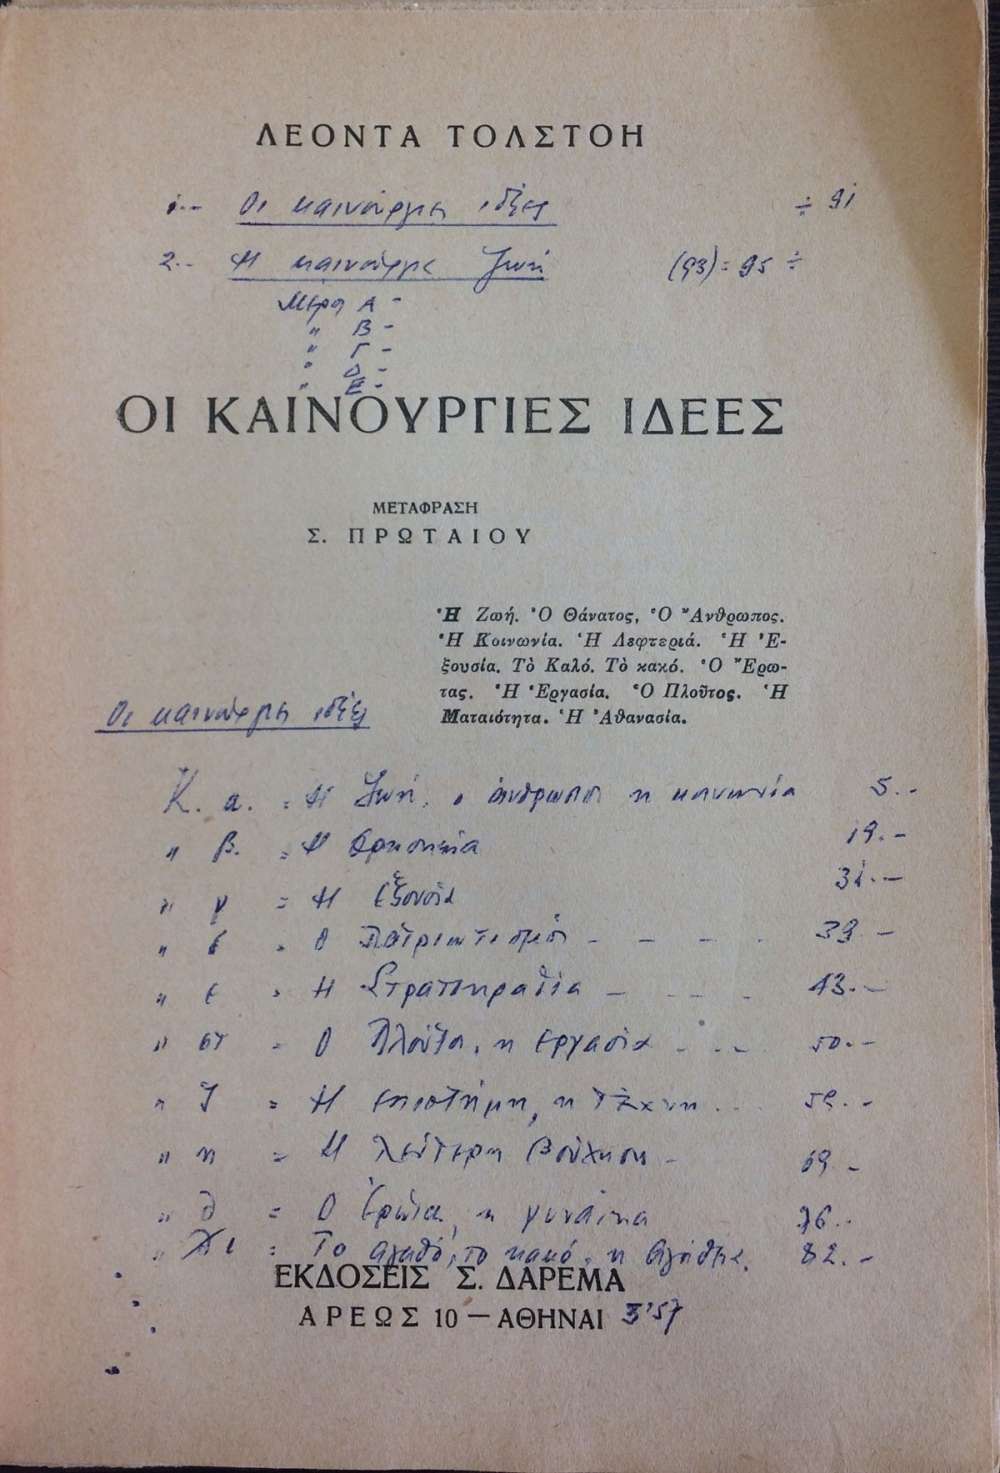 ΛΕΟΝΤΑ ΤΟΛΣΤΟΗ
1.-- Οι καινούργιες ιδέες ÷ 91
2.- Η καινούργια Ζωή (93) = 95 ÷
Μέρος Α -
" Β -
" Γ -
" Δ -
" Ε -
ΟΙ ΚΑΙΝΟΥΡΓΙΕΣ ΙΔΕΕΣ
ΜΕΤΑΦΡΑΣΗ
Σ. ΠΡΩΤΑΙΟΥ
Ἡ Ζωή. Ὁ Θάνατος, Ὁ Ἄνθρωπος.
Ἡ Κοινωνία. Ἡ Λεφτεριά. Ἡ Ἐ-
ξουσία. Τὸ Καλό. Τὸ κακό. Ὁ Ἔρω-
τας. Ἡ Ἐργασία. Ὁ Πλοῦτος. Ἡ
Ματαιότητα. Ἡ Ἀθανασία.
Οι καινούργιες ιδέες
Κ. α. = Η Ζωή, ο άνθρωπος η κοινωνία 5.-
" β. = Η θρησκεία 19.-
" γ = Η Εξουσία 31.-
" δ = Ο Πατριωτισμός - - - - 39 -
" ε = Η Στρατοκρατία - - - - 43.-
" στ = Ο Πλούτος, η εργασία - - - 50.-
" ζ = Η επιστήμη, η τέχνη ... 59.-
" η = Η λεύτερη βούληση - 69 -
" θ = Ο Έρωτας, η γυναίκα 76.-
" ι = Το αγαθό, το κακό, η αλήθεια. 82.-
ΕΚΔΟΣΕΙΣ Σ. ΔΑΡΕΜΑ
ΑΡΕΩΣ 10 — ΑΘΗΝΑΙ 3'57